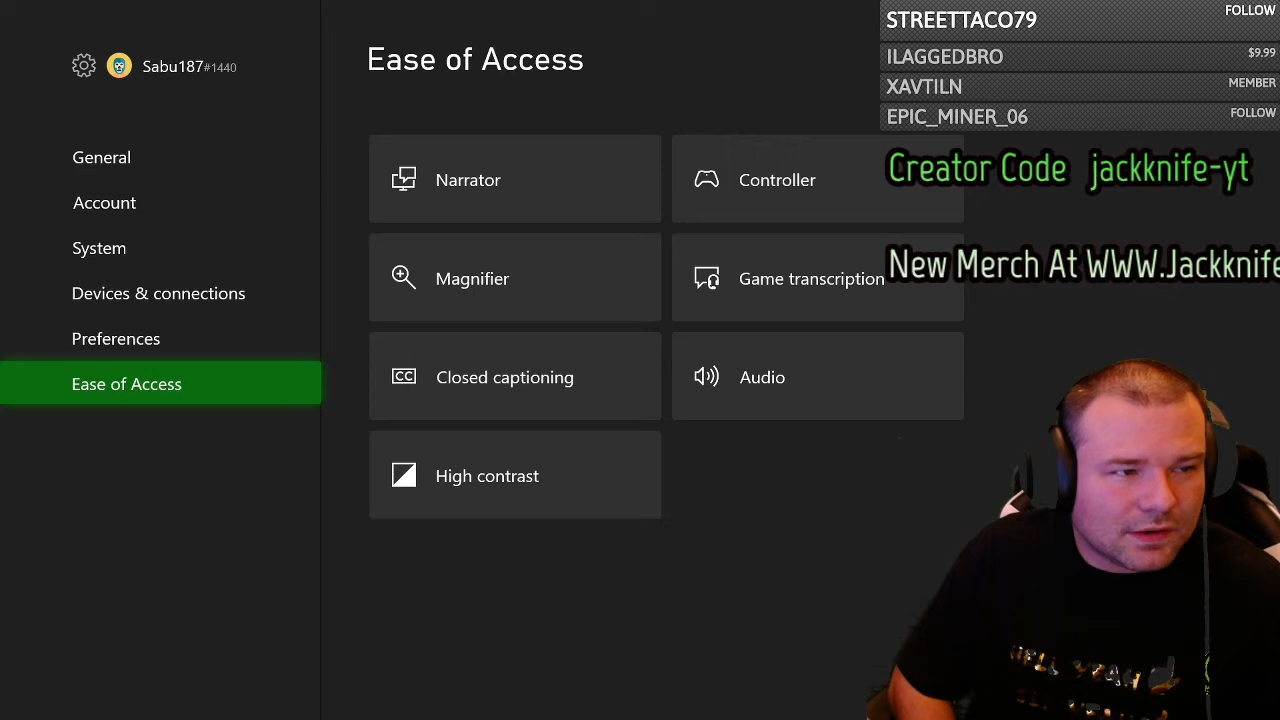 Sabu187#1440
General
Account
System
Devices & connections
Preferences
Ease of Access
Ease of Access
Narrator
Controller
Magnifier
Game transcription
Closed captioning
Audio
High contrast
STREETTACO79 FOLLOW
ILAGGEDBRO $9.99
XAVTILN MEMBER
EPIC_MINER_06 FOLLOW
Creator Code jackknife-yt
New Merch At WWW.Jackknife
HELL YEAH